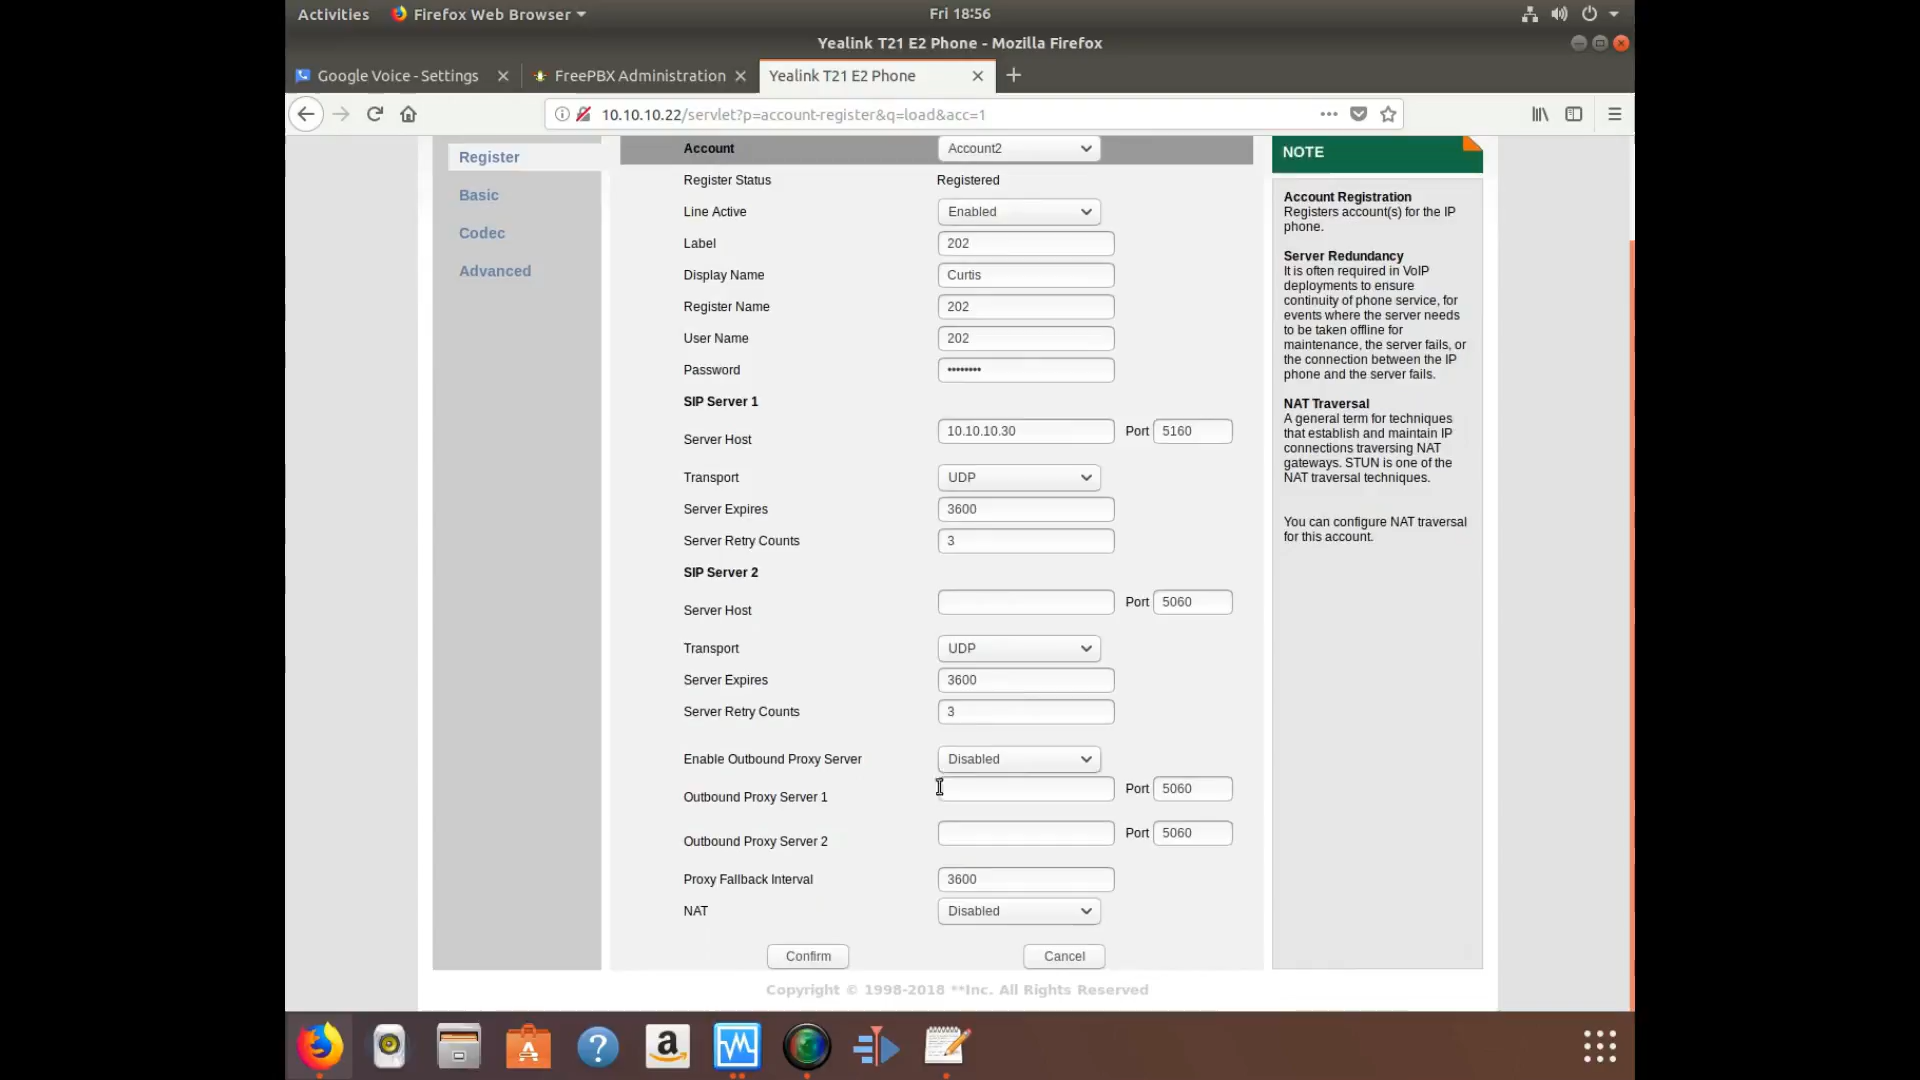 Activities Firefox Web Browser Fri 18:56
Yealink T21 E2 Phone - Mozilla Firefox
Google Voice - Settings FreePBX Administration Yealink T21 E2 Phone
10.10.10.22/servlet?p=account-register&q=load&acc=1
Register
Basic
Codec
Advanced
Account Account2
Register Status Registered
Line Active Enabled
Label 202
Display Name Curtis
Register Name 202
User Name 202
Password ••••••••
SIP Server 1
Server Host 10.10.10.30 Port 5160
Transport UDP
Server Expires 3600
Server Retry Counts 3
SIP Server 2
Server Host Port 5060
Transport UDP
Server Expires 3600
Server Retry Counts 3
Enable Outbound Proxy Server Disabled
Outbound Proxy Server 1 Port 5060
Outbound Proxy Server 2 Port 5060
Proxy Fallback Interval 3600
NAT Disabled
Confirm Cancel
NOTE
Account Registration
Registers account(s) for the IP
phone.
Server Redundancy
It is often required in VoIP
deployments to ensure
continuity of phone service, for
events where the server needs
to be taken offline for
maintenance, the server fails, or
the connection between the IP
phone and the server fails.
NAT Traversal
A general term for techniques
that establish and maintain IP
connections traversing NAT
gateways. STUN is one of the
NAT traversal techniques.
You can configure NAT traversal
for this account.
Copyright © 1998-2018 **Inc. All Rights Reserved